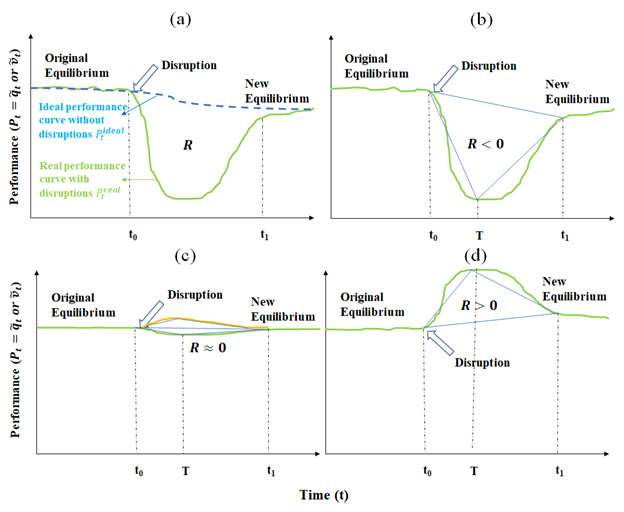 (a)
Performance (P_t = q̃_t or ṽ_t)
Original
Equilibrium
Disruption
New
Equilibrium
Ideal performance
curve without
disruptions P_t^ideal
R
Real performance
curve with
disruptions P_t^real
t₀
t₁
(b)
Original
Equilibrium
Disruption
New
Equilibrium
R < 0
t₀
T
t₁
(c)
Performance (P_t = q̃_t or ṽ_t)
Original
Equilibrium
Disruption
New
Equilibrium
R ≈ 0
t₀
T
t₁
(d)
Original
Equilibrium
New
Equilibrium
R > 0
Disruption
t₀
T
t₁
Time (t)